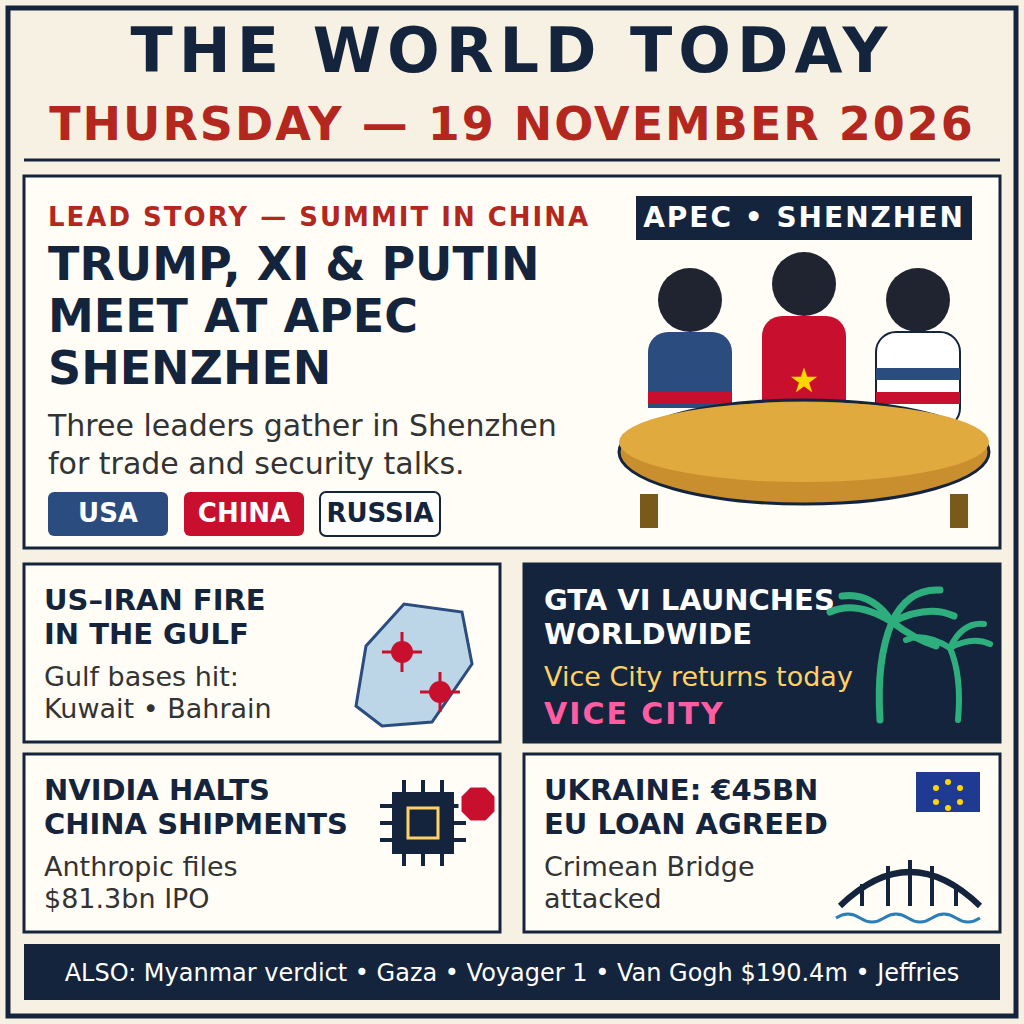 THE WORLD TODAY
THURSDAY — 19 NOVEMBER 2026
LEAD STORY — SUMMIT IN CHINA
TRUMP, XI & PUTIN
MEET AT APEC
SHENZHEN
Three leaders gather in Shenzhen
for trade and security talks.
USA
CHINA
RUSSIA
APEC • SHENZHEN
US–IRAN FIRE
IN THE GULF
Gulf bases hit:
Kuwait • Bahrain
GTA VI LAUNCHES
WORLDWIDE
Vice City returns today
VICE CITY
NVIDIA HALTS
CHINA SHIPMENTS
Anthropic files
$81.3bn IPO
UKRAINE: €45BN
EU LOAN AGREED
Crimean Bridge
attacked
ALSO: Myanmar verdict • Gaza • Voyager 1 • Van Gogh $190.4m • Jeffries